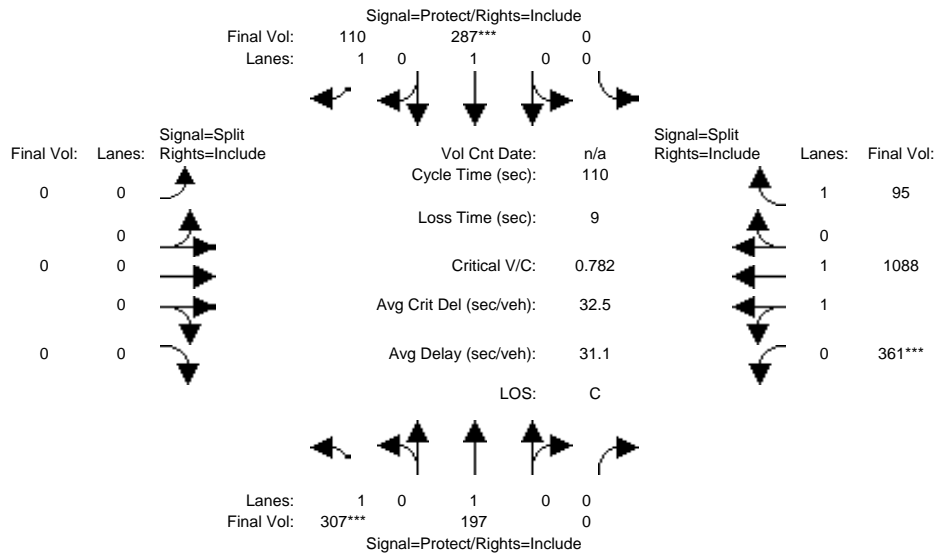 Signal=Protect/Rights=Include
Final Vol: 110 287*** 0
Lanes: 1 0 1 0 0
Signal=Split Signal=Split
Final Vol: Lanes: Rights=Include Vol Cnt Date: n/a Rights=Include Lanes: Final Vol:
Cycle Time (sec): 110
0 0 1 95
Loss Time (sec): 9
0 0
0 0 Critical V/C: 0.782 1 1088
0 Avg Crit Del (sec/veh): 32.5 1
0 0 Avg Delay (sec/veh): 31.1 0 361***
LOS: C
Lanes: 1 0 1 0 0
Final Vol: 307*** 197 0
Signal=Protect/Rights=Include